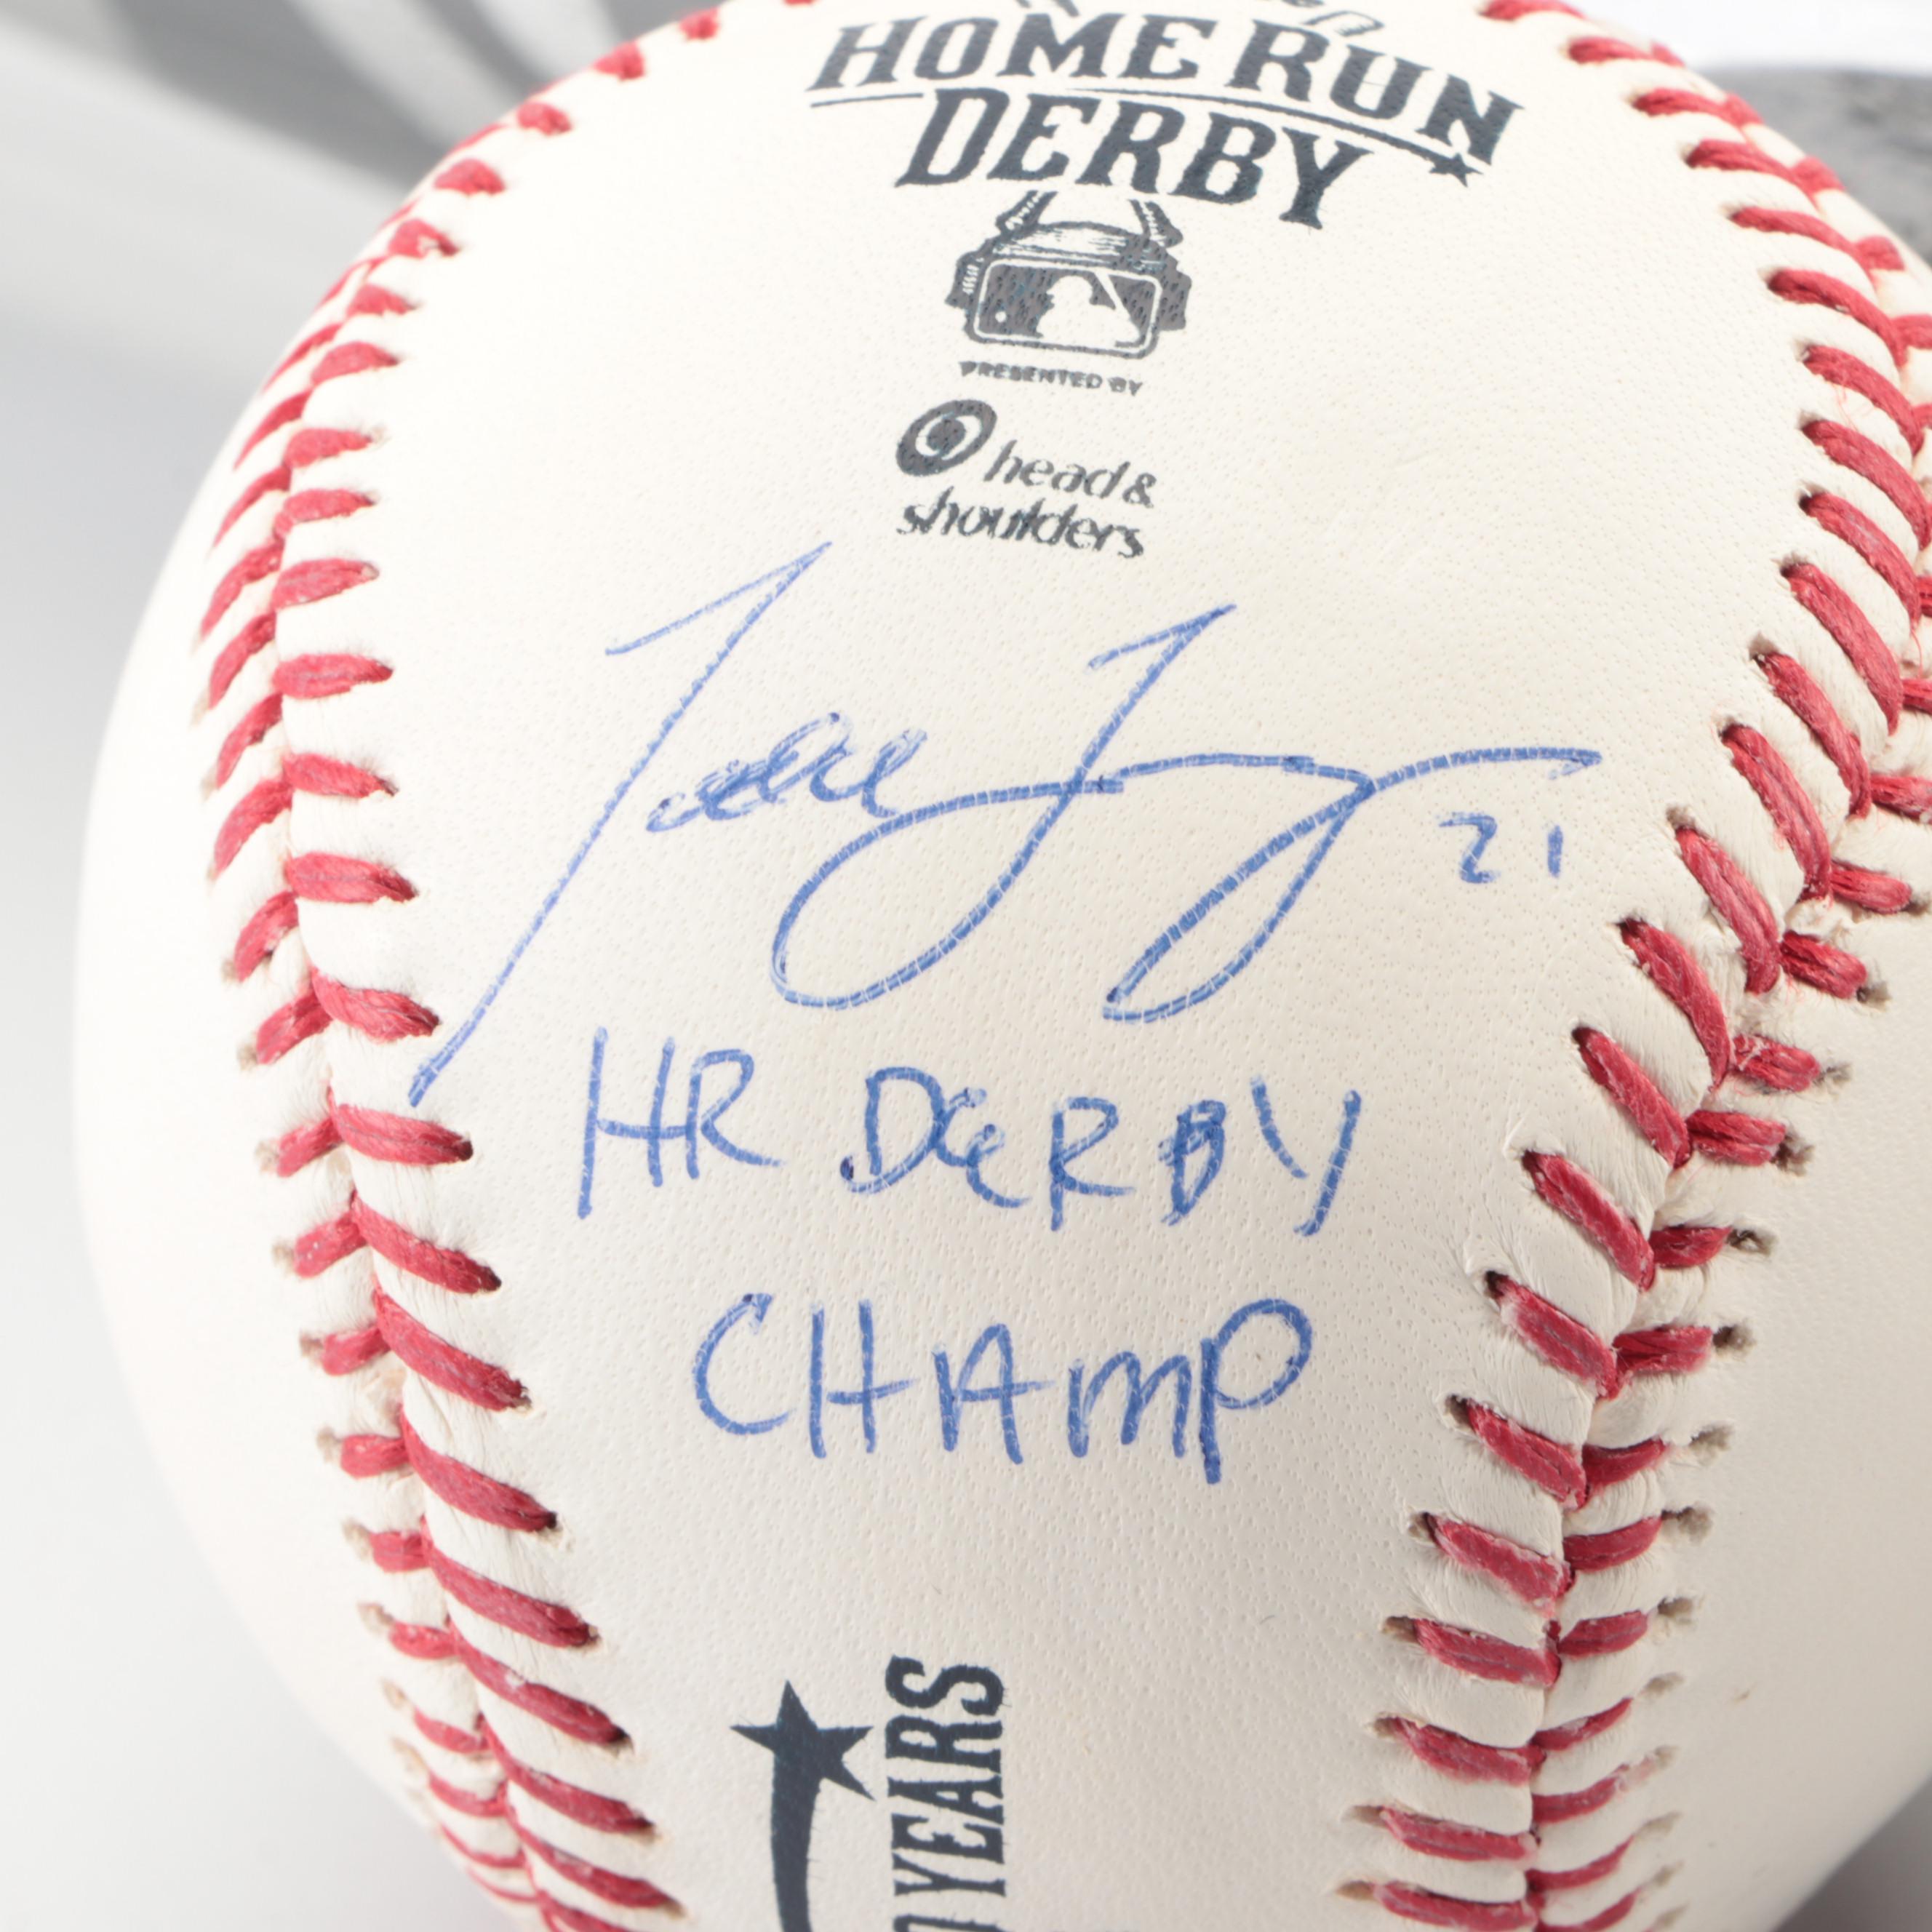 HOME RUN
DERBY
PRESENTED BY
head &
shoulders
21
HR DERBY
CHAMP
YEARS